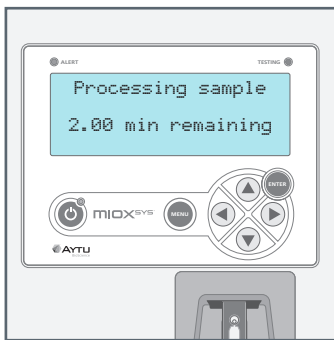 ALERT
TESTING
Processing sample
2.00 min remaining
ENTER
MIOXSYS
MENU
AYTU